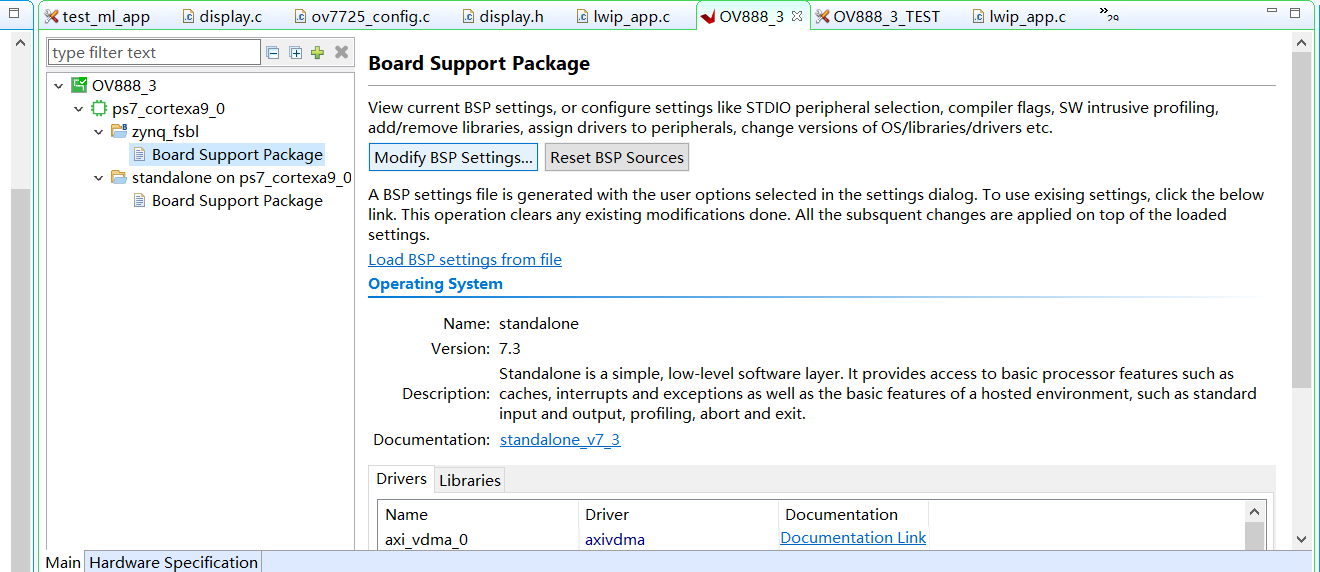 test_ml_app display.c ov7725_config.c display.h lwip_app.c OV888_3 OV888_3_TEST lwip_app.c »29
type filter text
OV888_3
ps7_cortexa9_0
zynq_fsbl
Board Support Package
standalone on ps7_cortexa9_0
Board Support Package
Board Support Package
View current BSP settings, or configure settings like STDIO peripheral selection, compiler flags, SW intrusive profiling,
add/remove libraries, assign drivers to peripherals, change versions of OS/libraries/drivers etc.
Modify BSP Settings... Reset BSP Sources
A BSP settings file is generated with the user options selected in the settings dialog. To use exising settings, click the below
link. This operation clears any existing modifications done. All the subsquent changes are applied on top of the loaded
settings.
Load BSP settings from file
Operating System
Name: standalone
Version: 7.3
Description: Standalone is a simple, low-level software layer. It provides access to basic processor features such as
caches, interrupts and exceptions as well as the basic features of a hosted environment, such as standard
input and output, profiling, abort and exit.
Documentation: standalone_v7_3
Drivers Libraries
Name Driver Documentation
axi_vdma_0 axivdma Documentation Link
Main Hardware Specification